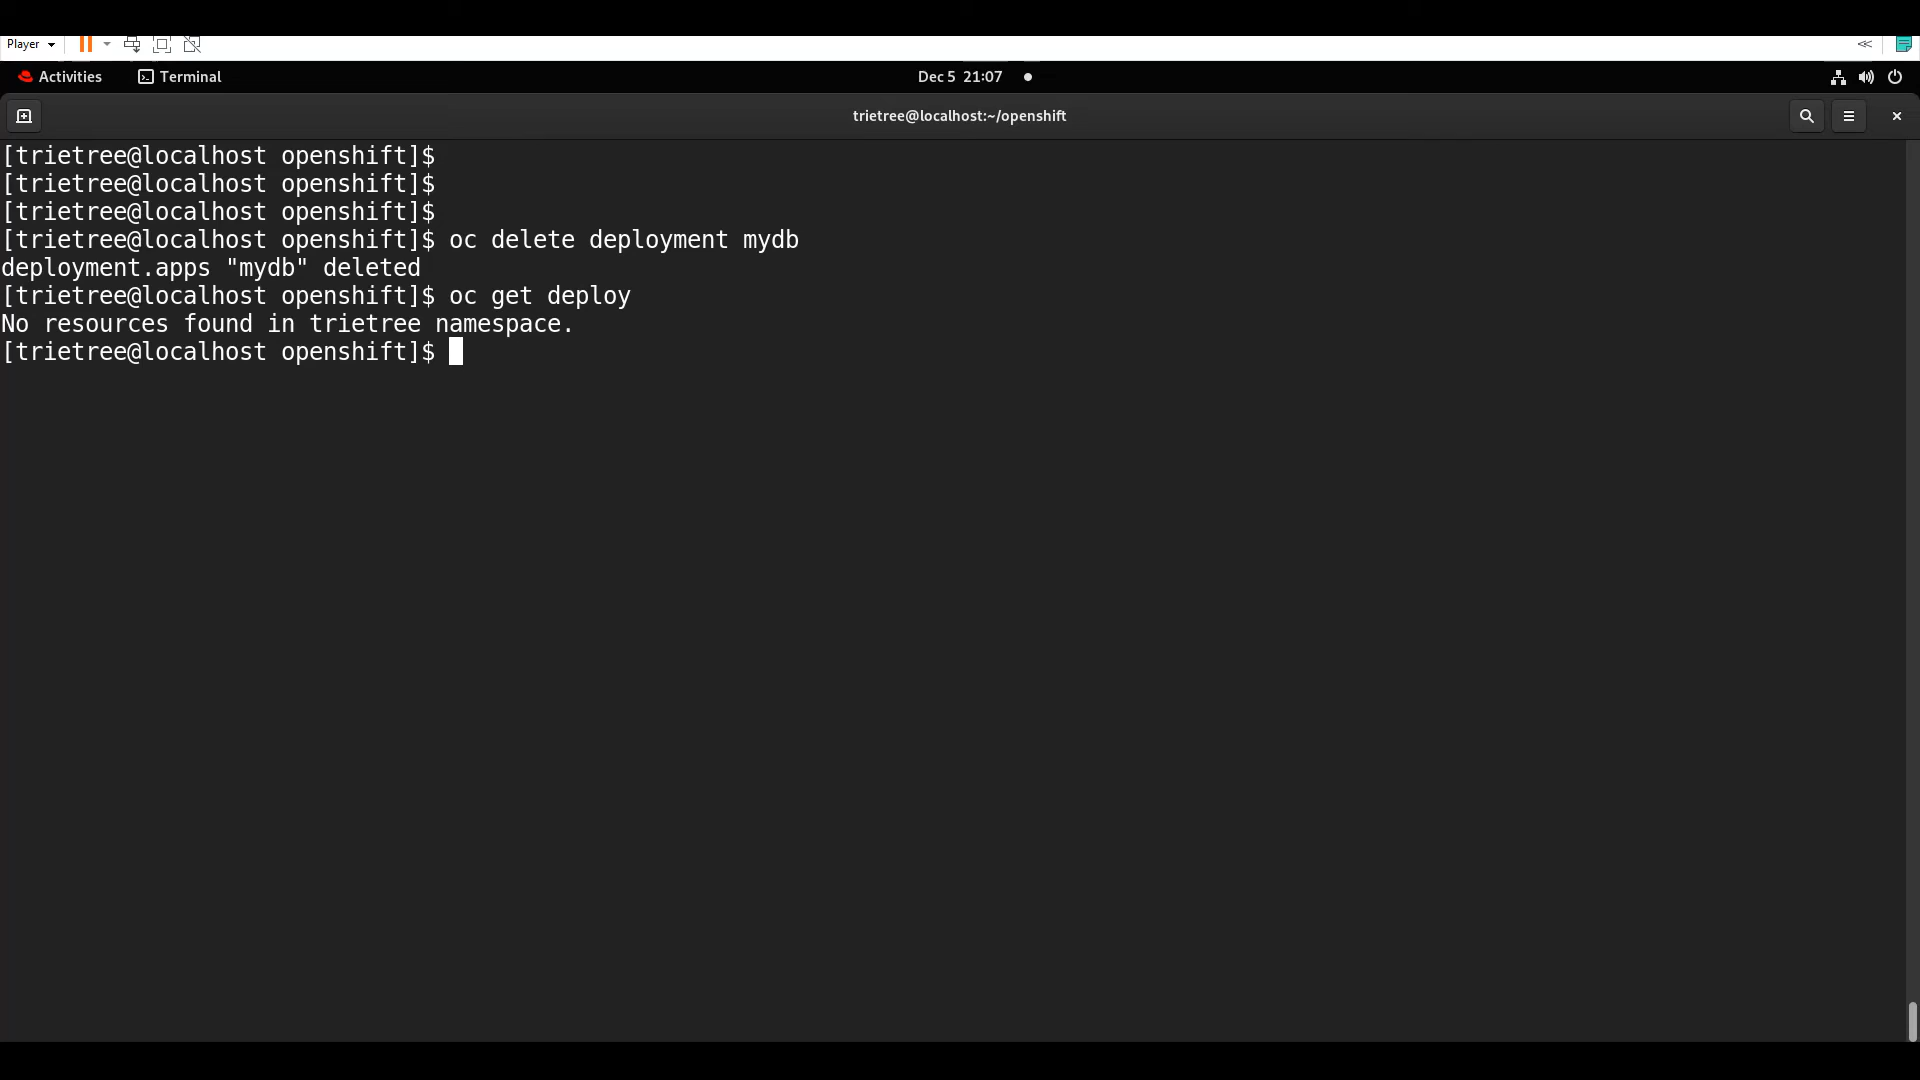 Player
Activities Terminal Dec 5 21:07
trietree@localhost:~/openshift
[trietree@localhost openshift]$
[trietree@localhost openshift]$
[trietree@localhost openshift]$
[trietree@localhost openshift]$ oc delete deployment mydb
deployment.apps "mydb" deleted
[trietree@localhost openshift]$ oc get deploy
No resources found in trietree namespace.
[trietree@localhost openshift]$